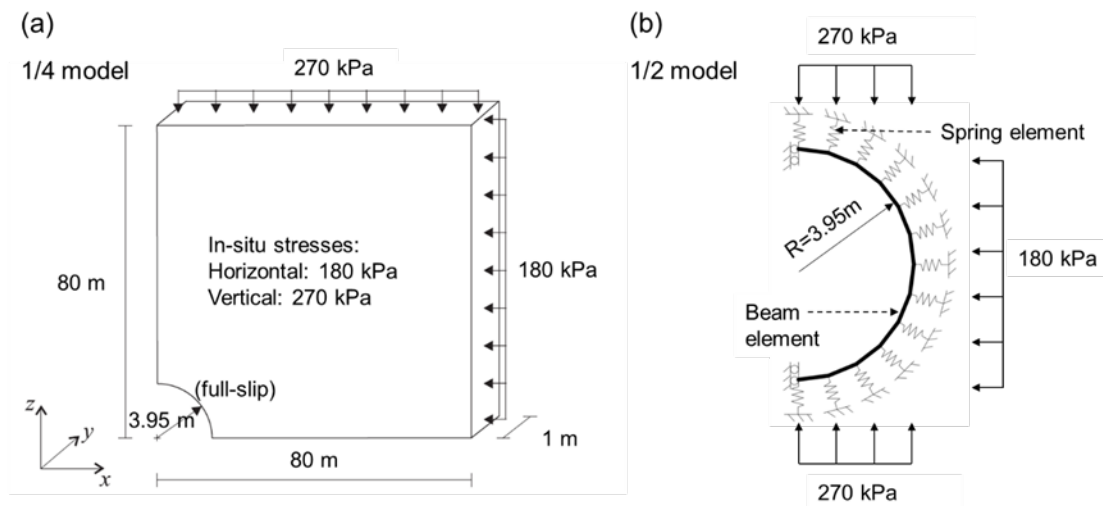 (a)
1/4 model
270 kPa
In-situ stresses:
Horizontal: 180 kPa
Vertical: 270 kPa
80 m
180 kPa
(full-slip)
3.95 m
z
y
x
1 m
80 m
(b)
1/2 model
270 kPa
Spring element
R=3.95m
180 kPa
Beam
element
270 kPa